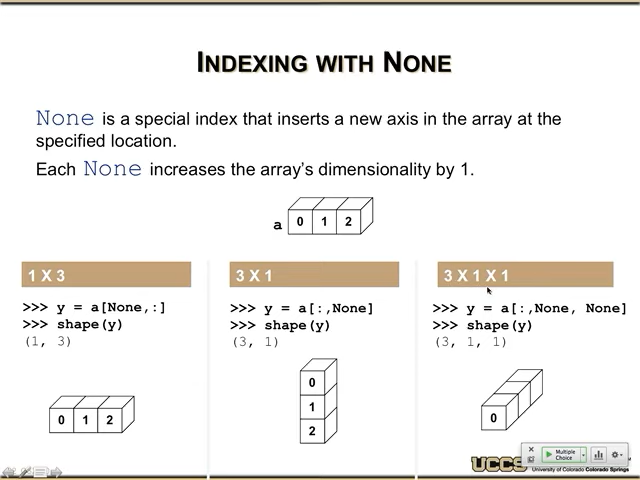 INDEXING WITH NONE
None is a special index that inserts a new axis in the array at the
specified location.
Each None increases the array's dimensionality by 1.
a 0 1 2
1 X 3
>>> y = a[None,:]
>>> shape(y)
(1, 3)
0 1 2
3 X 1
>>> y = a[:,None]
>>> shape(y)
(3, 1)
0
1
2
3 X 1 X 1
>>> y = a[:,None, None]
>>> shape(y)
(3, 1, 1)
0
Multiple
Choice
UCCS
University of Colorado Colorado Springs